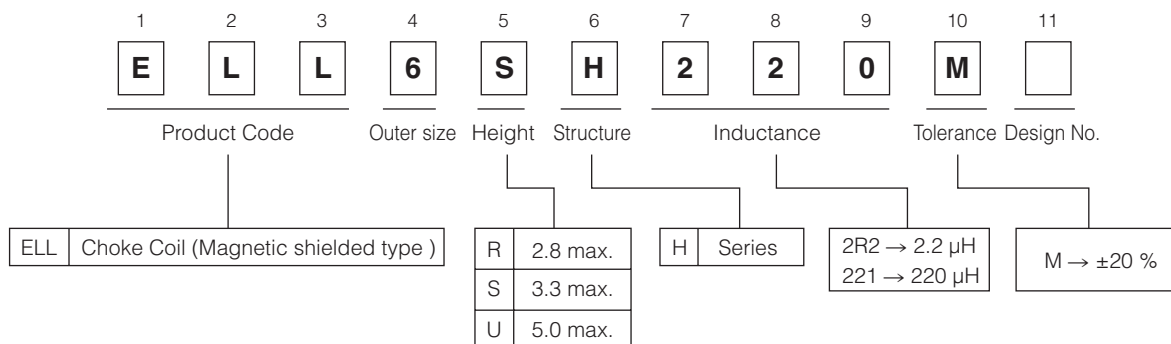 1 2 3 4 5 6 7 8 9 10 11
E L L 6 S H 2 2 0 M
Product Code Outer size Height Structure Inductance Tolerance Design No.
ELL Choke Coil (Magnetic shielded type )
R 2.8 max.
S 3.3 max.
U 5.0 max.
H Series
2R2 → 2.2 µH
221 → 220 µH
M → ±20 %